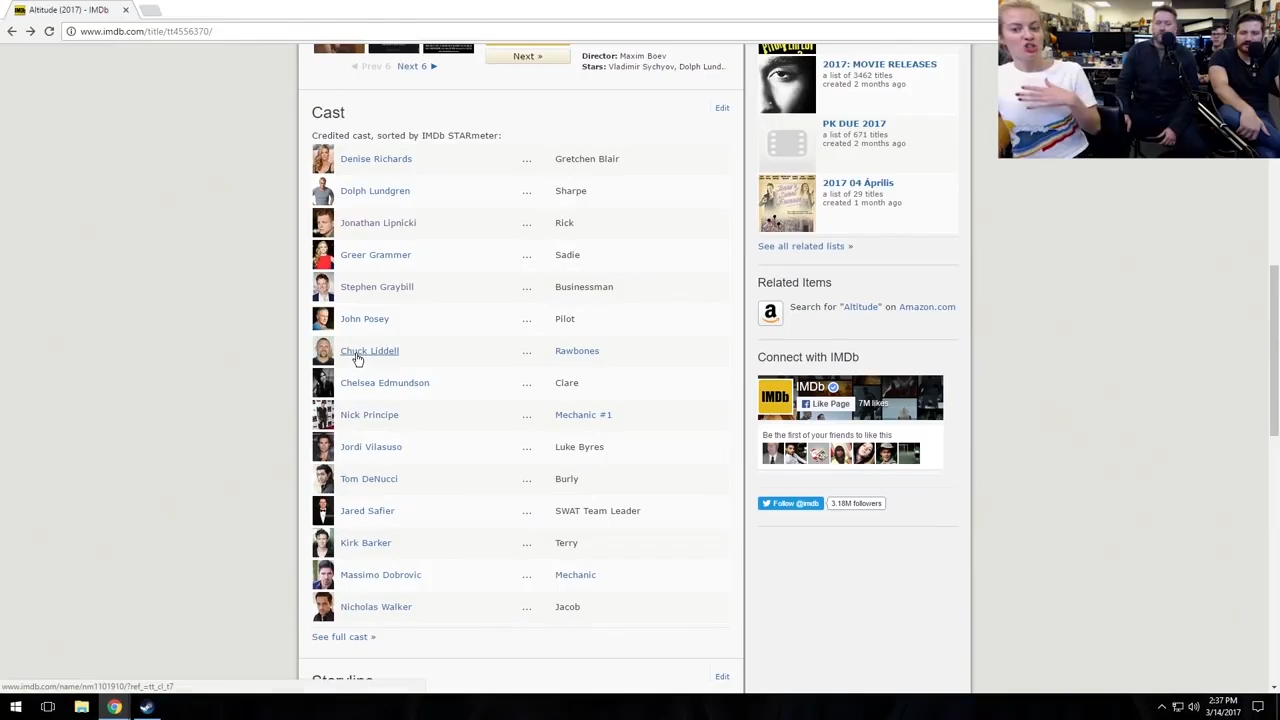 Altitude (2017) - IMDb
www.imdb.com/title/tt4556370/
◀ Prev 6 Next 6 ▶
Next »
Director: Maxim Boev
Stars: Vladimir Sychyov, Dolph Lund..
Cast
Edit
Credited cast, sorted by IMDb STARmeter:
Denise Richards ... Gretchen Blair
Dolph Lundgren ... Sharpe
Jonathan Lipnicki ... Rick
Greer Grammer ... Sadie
Stephen Graybill ... Businessman
John Posey ... Pilot
Chuck Liddell ... Rawbones
Chelsea Edmundson ... Clare
Nick Principe ... Mechanic #1
Jordi Vilasuso ... Luke Byres
Tom DeNucci ... Burly
Jared Safier ... SWAT Team Leader
Kirk Barker ... Terry
Massimo Dobrovic ... Mechanic
Nicholas Walker ... Jacob
See full cast »
Storyline
Edit
2017: MOVIE RELEASES
a list of 3462 titles
created 2 months ago
PK DUE 2017
a list of 671 titles
created 2 months ago
2017 04 Április
a list of 29 titles
created 1 month ago
See all related lists »
Related Items
a
Search for "Altitude" on Amazon.com
Connect with IMDb
IMDb
IMDb
Like Page 7M likes
Be the first of your friends to like this
Follow @imdb 3.18M followers
www.imdb.com/name/nm1101910/?ref_=tt_cl_t7
2:37 PM
3/14/2017